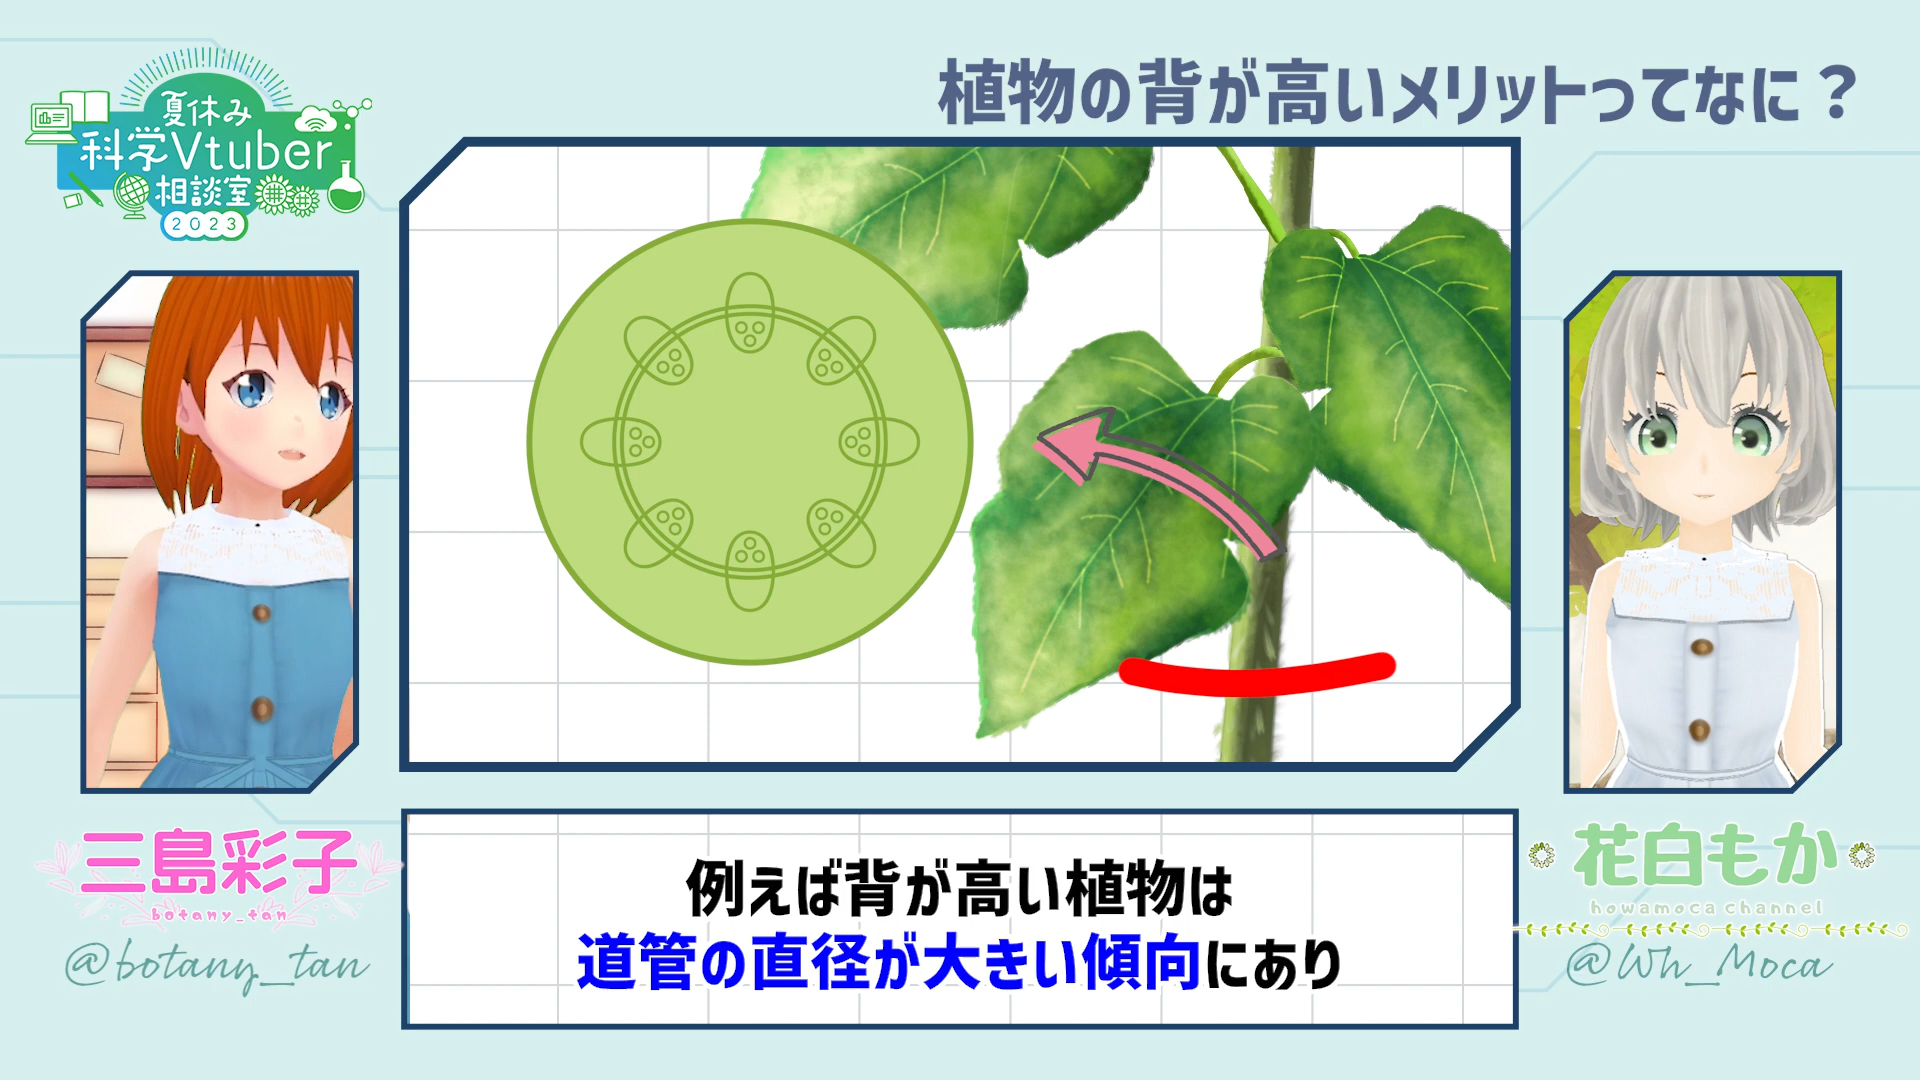 植物の背が高いメリットってなに？
夏休み
科学Vtuber
相談室
2023
例えば背が高い植物は
道管の直径が大きい傾向にあり
三島彩子
botany_tan
@botany_tan
花白もか
howamoca channel
@Wh_Moca